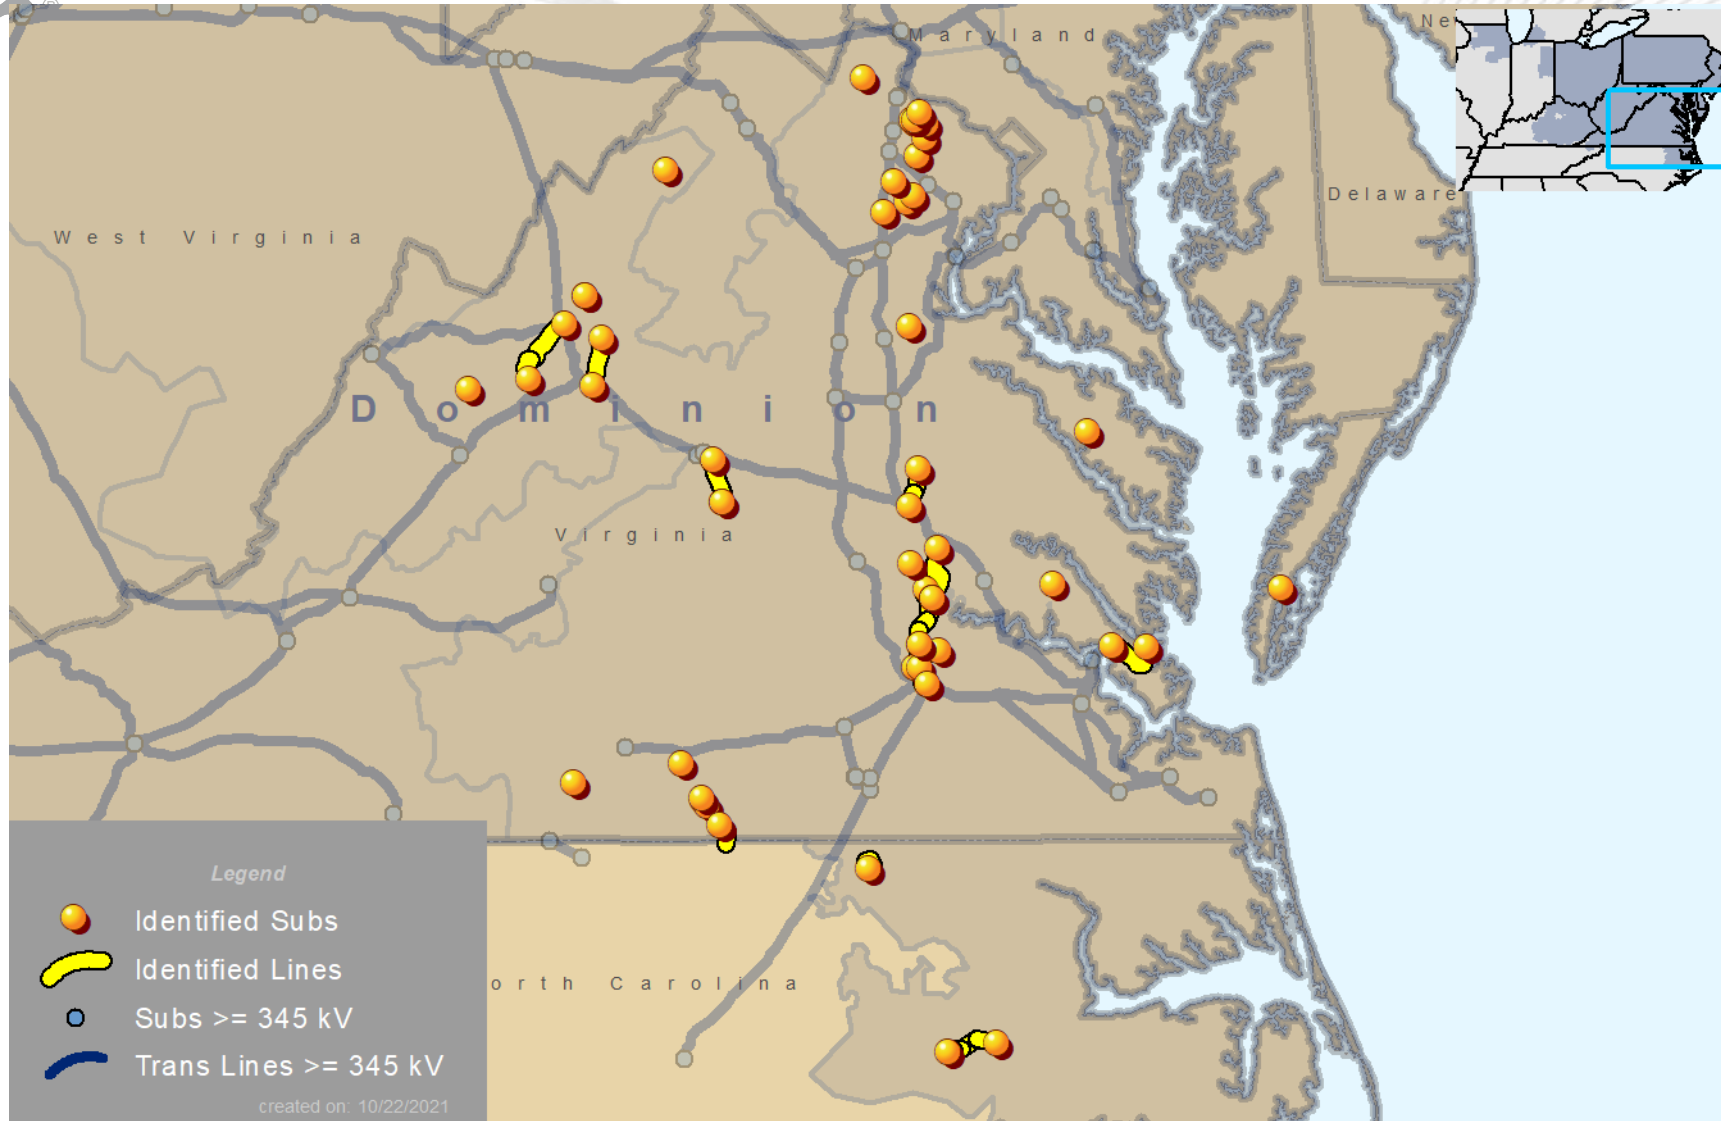 Maryland
Ne
Delaware
West Virginia
Dominion
Virginia
Legend
Identified Subs
Identified Lines
Subs >= 345 kV
Trans Lines >= 345 kV
created on: 10/22/2021
orth Carolina